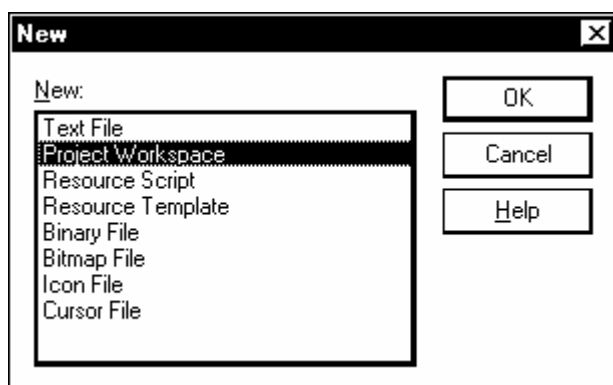 New
New:
Text File
Project Workspace
Resource Script
Resource Template
Binary File
Bitmap File
Icon File
Cursor File
OK
Cancel
Help